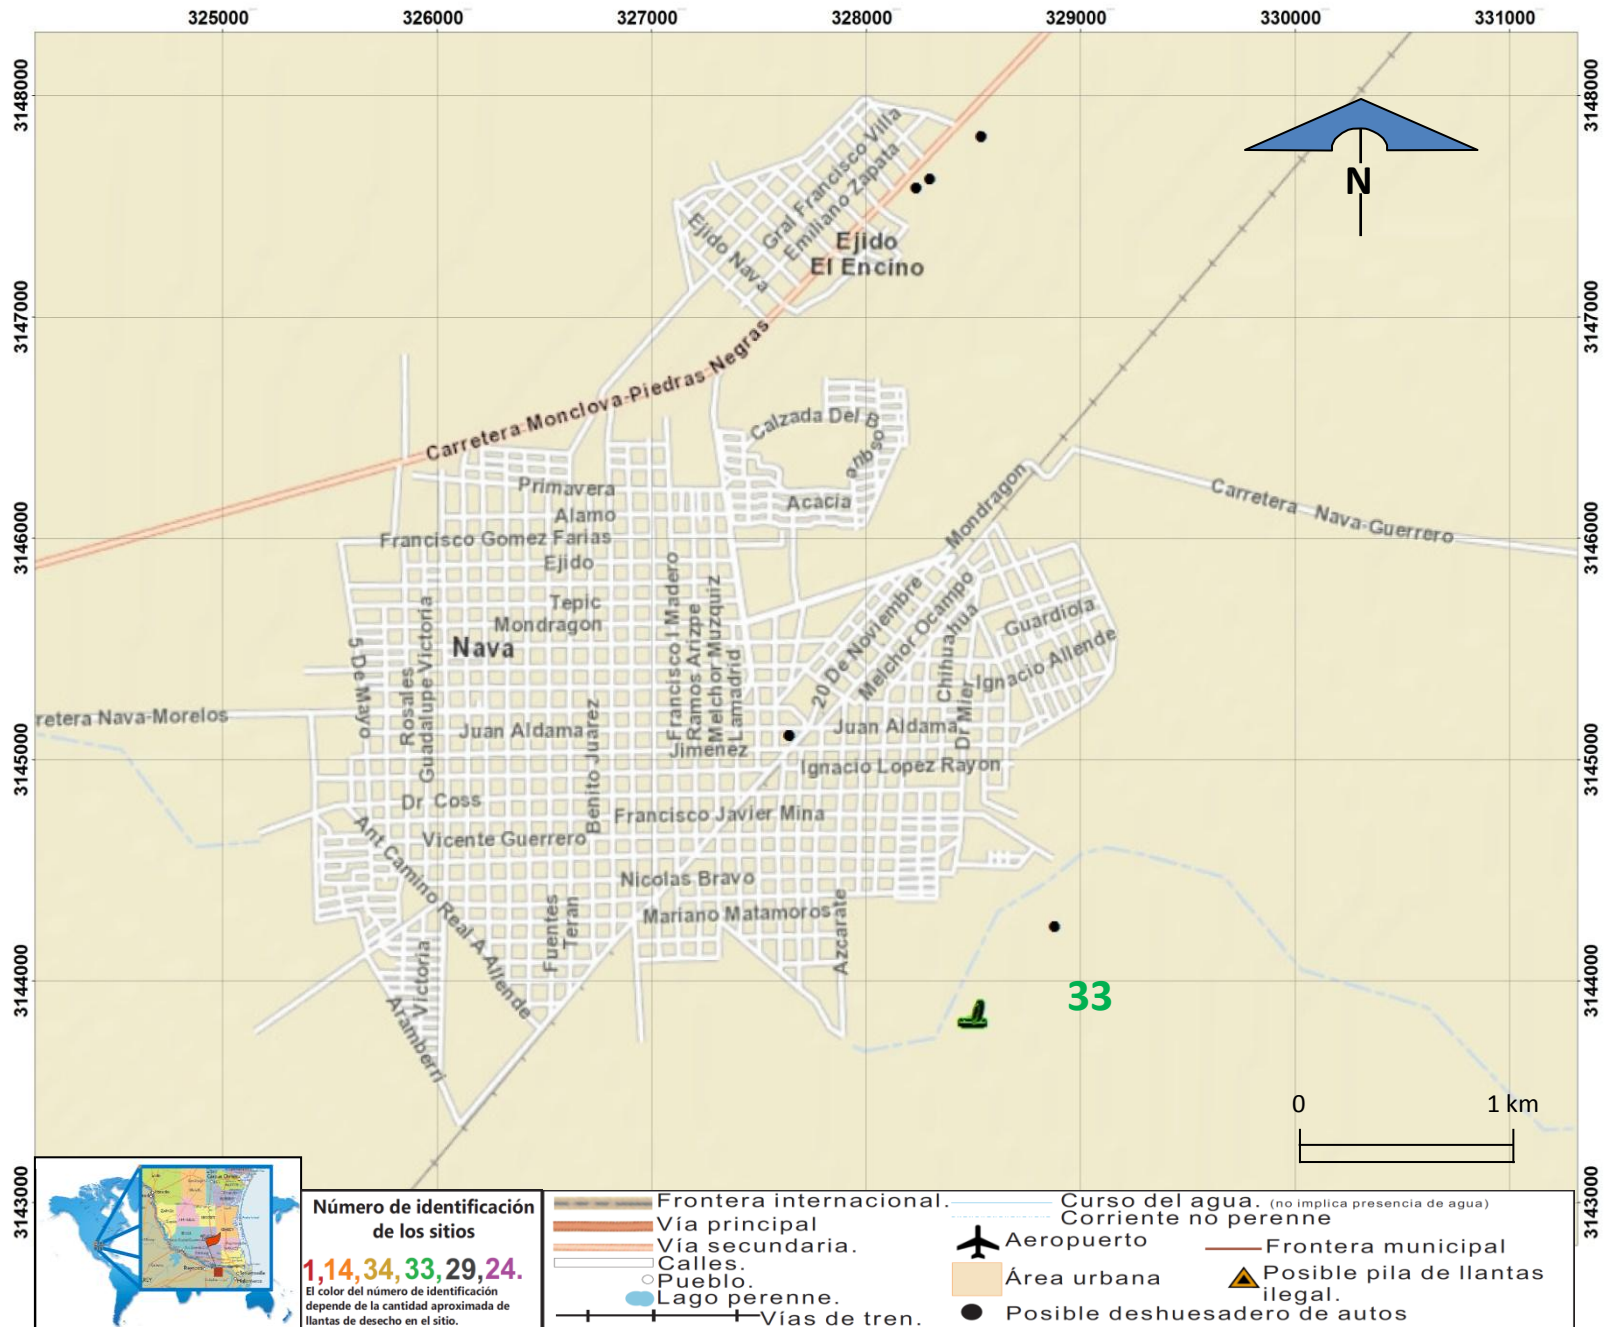 325000 326000 327000 328000 329000 330000 331000
3148000
3148000
Gral Francisco Villa
Emiliano Zapata
N
Ejido Nava
Ejido
El Encino
3147000
3147000
Carretera Monclova-Piedras Negras
Calzada Del B
osque
Primavera
Acacia
Mondragon
Carretera Nava-Guerrero
Alamo
Francisco Gomez Farias
3146000
3146000
Ejido
Tepic
Mondragon
Nava
5 De Mayo
Rosales
Guadalupe Victoria
Benito Juarez
Francisco I Madero
Ramos Arizpe
Melchor Muzquiz
Lamadrid
20 De Noviembre
Melchor Ocampo
Chihuahua
Dr Mier
Guardiola
Ignacio Allende
retera Nava-Morelos
Juan Aldama
Juan Aldama
Jimenez
Ignacio Lopez Rayon
3145000
3145000
Dr Coss
Francisco Javier Mina
Vicente Guerrero
Ant Camino Real A Allende
Nicolas Bravo
Mariano Matamoros
Fuentes
Teran
Azcarate
Victoria
Aramberri
3144000
3144000
33
0 1 km
3143000
3143000
Número de identificación
de los sitios
1,14,34,33,29,24.
El color del número de identificación
depende de la cantidad aproximada de
llantas de desecho en el sitio.
Frontera internacional.
Vía principal
Vía secundaria.
Calles.
Pueblo.
Lago perenne.
Vías de tren.
Curso del agua. (no implica presencia de agua)
Corriente no perenne
Aeropuerto
Área urbana
Posible deshuesadero de autos
Frontera municipal
Posible pila de llantas
ilegal.